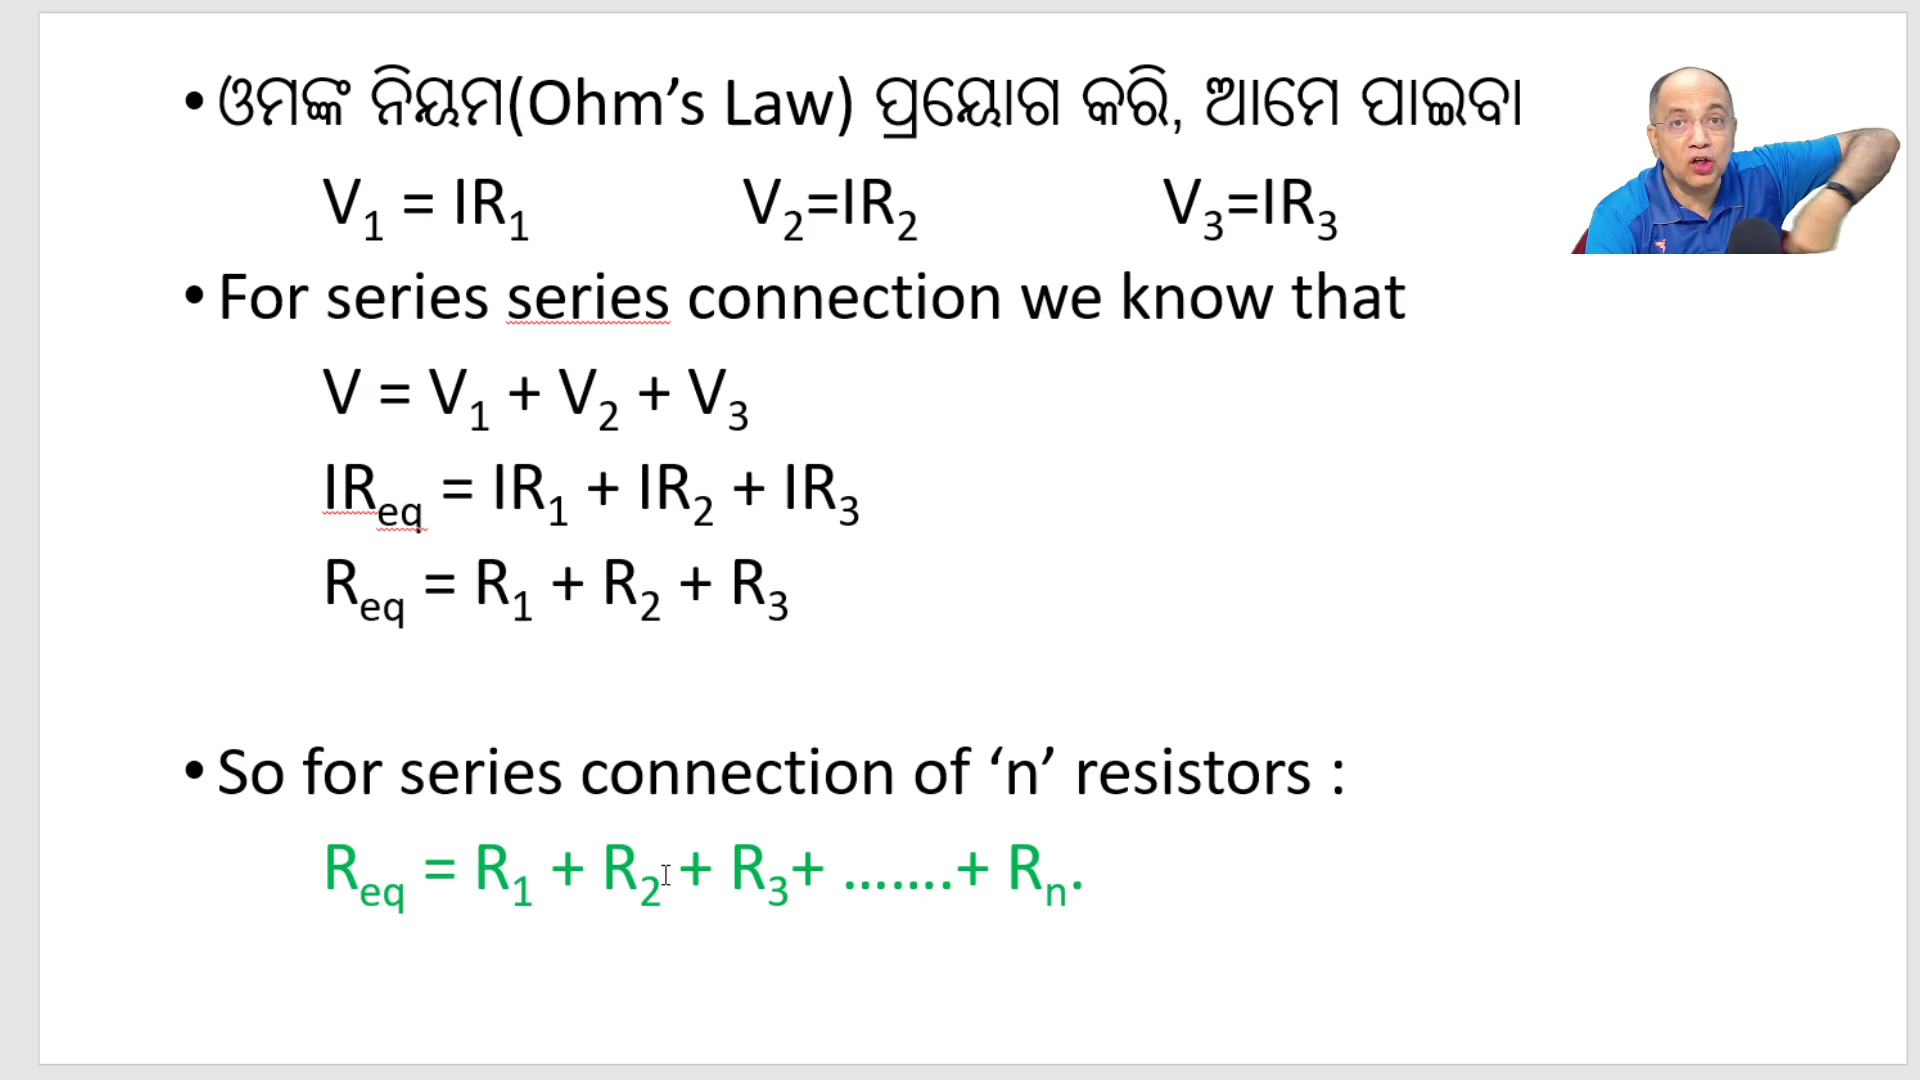 • ଓମଙ୍କ ନିୟମ(Ohm’s Law) ପ୍ରୟୋଗ କରି, ଆମେ ପାଇବା
V₁ = IR₁ V₂=IR₂ V₃=IR₃
• For series series connection we know that
V = V₁ + V₂ + V₃
IReq = IR₁ + IR₂ + IR₃
Req = R₁ + R₂ + R₃
• So for series connection of ‘n’ resistors :
Req = R₁ + R₂ + R₃+ …….+ Rₙ.